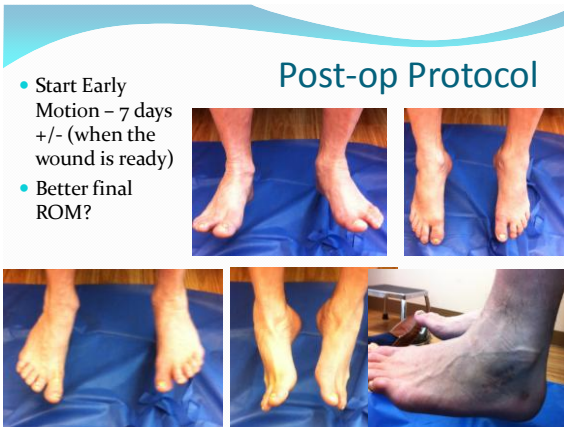 Post-op Protocol
Start Early
Motion – 7 days
+/- (when the
wound is ready)
Better final
ROM?